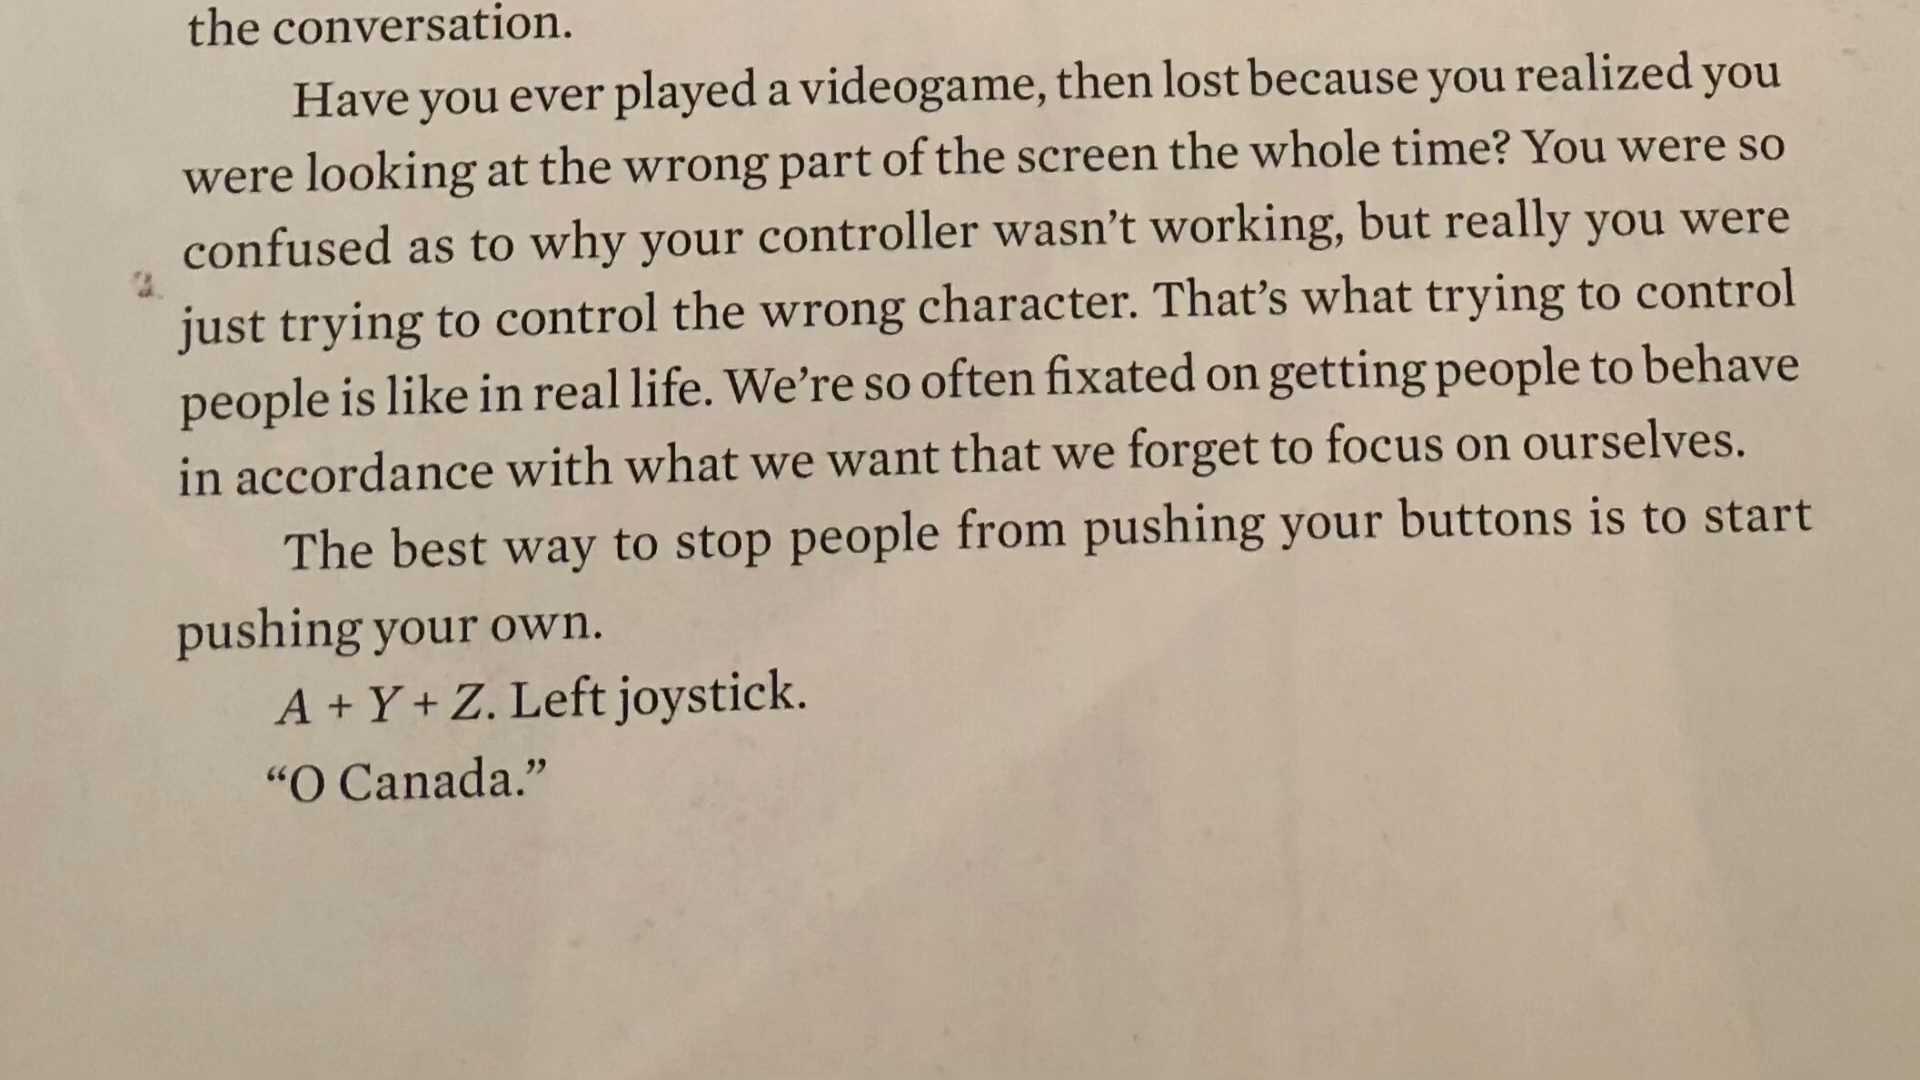 the conversation.
Have you ever played a videogame, then lost because you realized you
were looking at the wrong part of the screen the whole time? You were so
confused as to why your controller wasn't working, but really you were
just trying to control the wrong character. That's what trying to control
people is like in real life. We're so often fixated on getting people to behave
in accordance with what we want that we forget to focus on ourselves.
The best way to stop people from pushing your buttons is to start
pushing your own.
A + Y + Z. Left joystick.
“O Canada.”